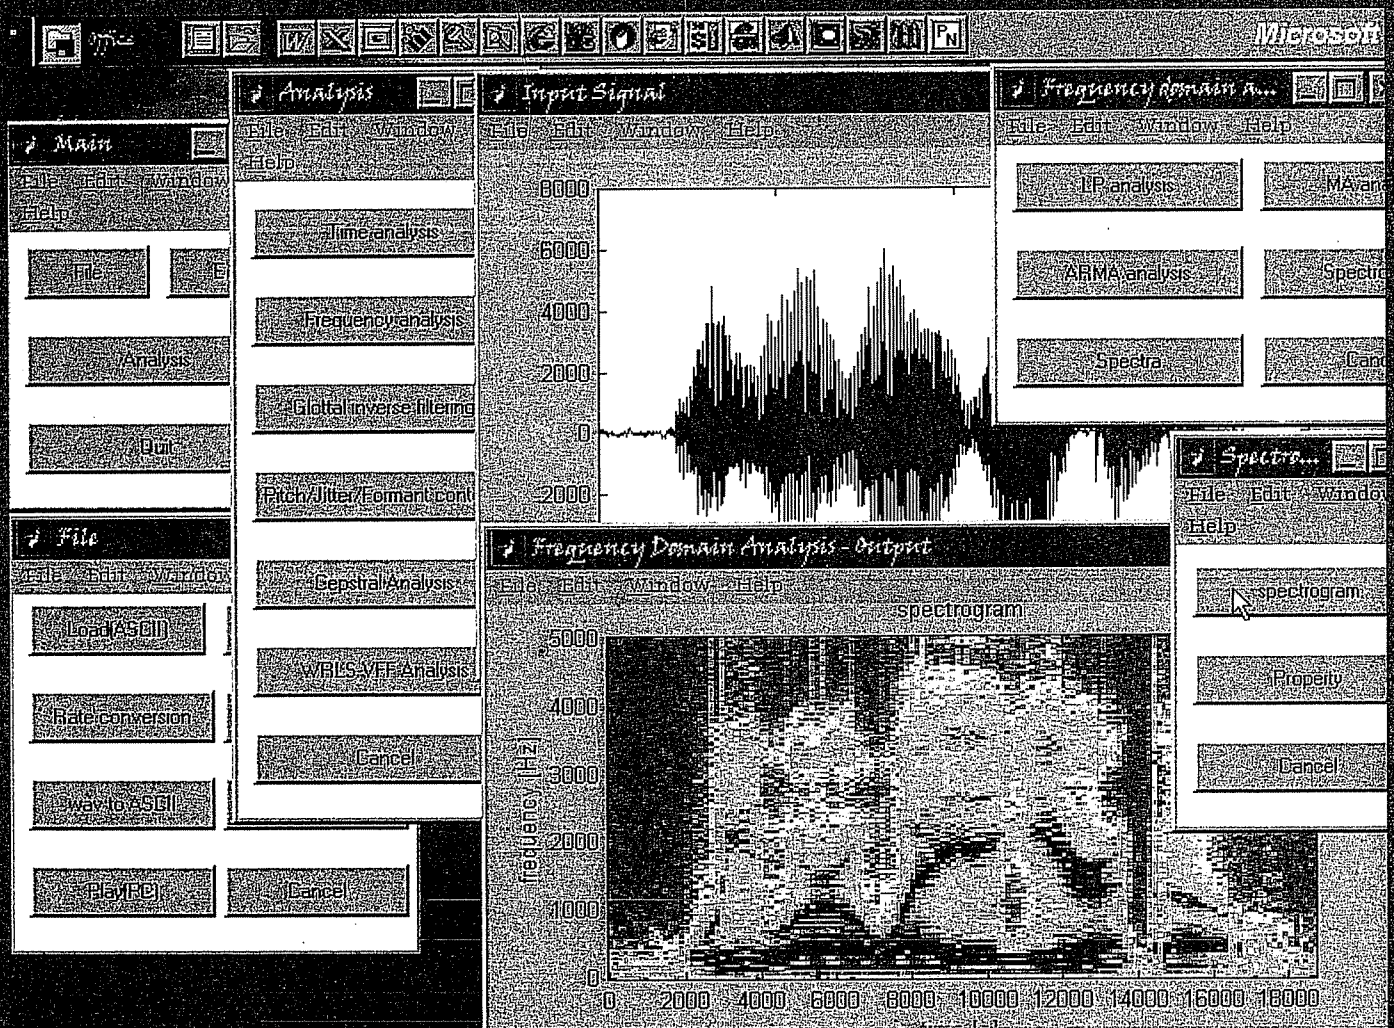 Office
Microsoft
Main
File Edit Window
Help
File
Analysis
Quit
File
File Edit Window
Load(ASCII)
Rate conversion
wav to ASCII
Play(PC)
Cancel
Analysis
File Edit Window
Help
Time analysis
Frequency analysis
Glottal inverse filtering
Pitch/Jitter/Formant cont
Cepstral Analysis
WRLS-VFF Analysis
Cancel
Input Signal
File Edit Window Help
8000
6000
4000
2000
0
-2000
Frequency domain a...
File Edit Window Help
LP analysis
MA ana
ARMA analysis
Spectro
Spectra
Canc
Frequency Domain Analysis - Output
File Edit Window Help
spectrogram
frequency [Hz]
5000
4000
3000
2000
1000
0
0 2000 4000 6000 8000 10000 12000 14000 16000 18000
Spectro...
File Edit Window
Help
spectrogram
Property
Cancel